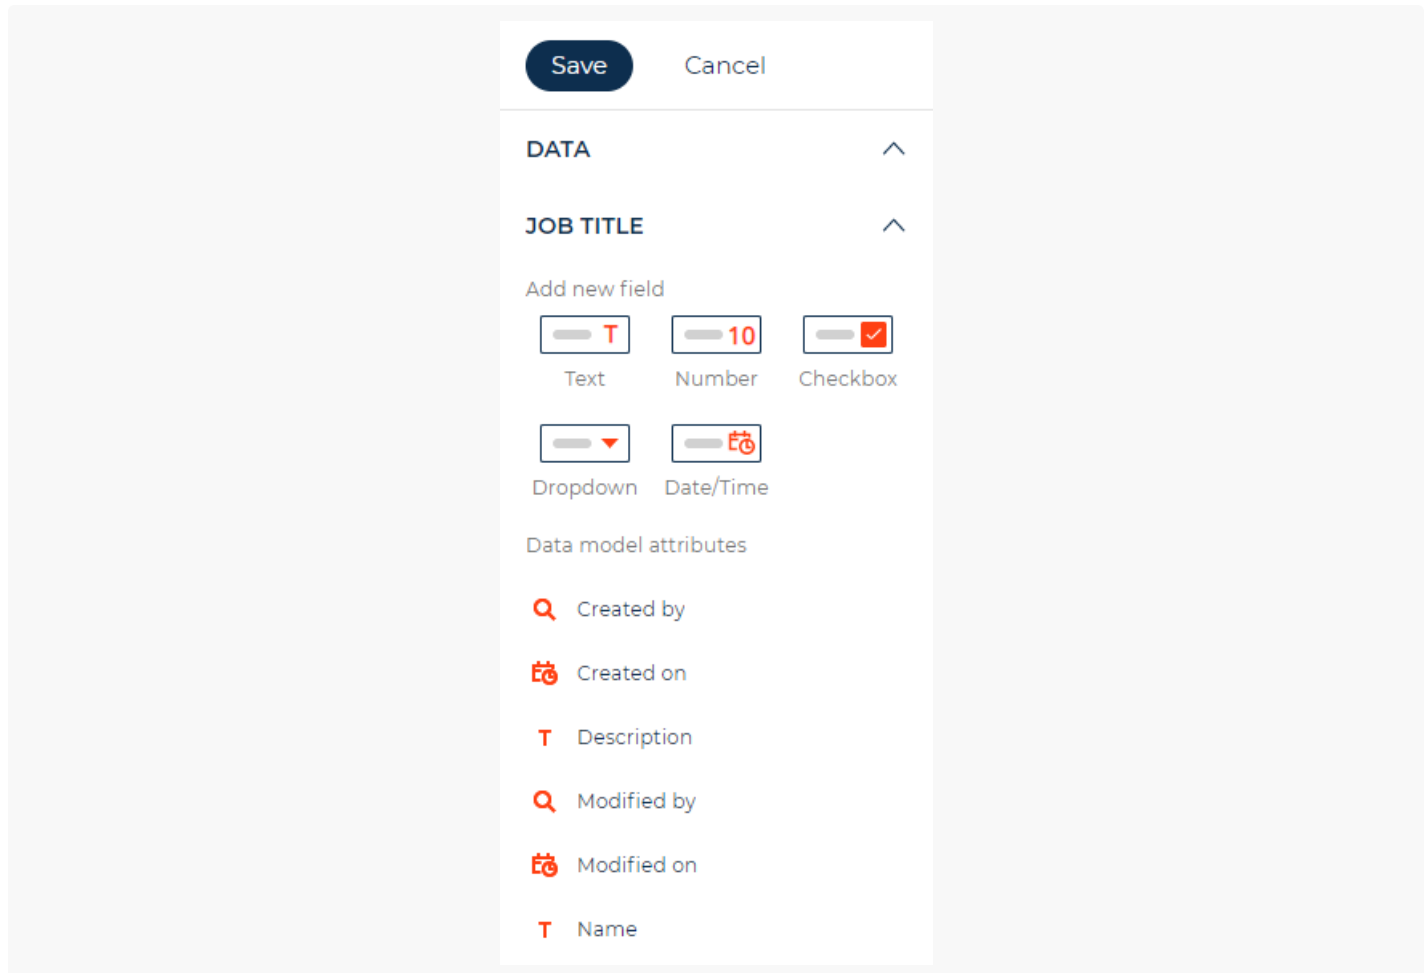 Save Cancel
DATA
JOB TITLE
Add new field
T 10
Text Number Checkbox
Dropdown Date/Time
Data model attributes
Created by
Created on
T Description
Modified by
Modified on
T Name